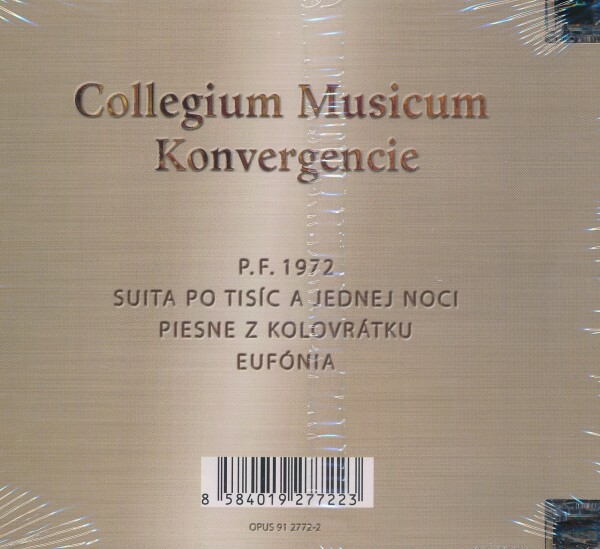 Collegium Musicum
Konvergencie
P.F. 1972
SUITA PO TISÍC A JEDNEJ NOCI
PIESNE Z KOLOVRÁTKU
EUFÓNIA
8 584019 277223
OPUS 91 2772-2